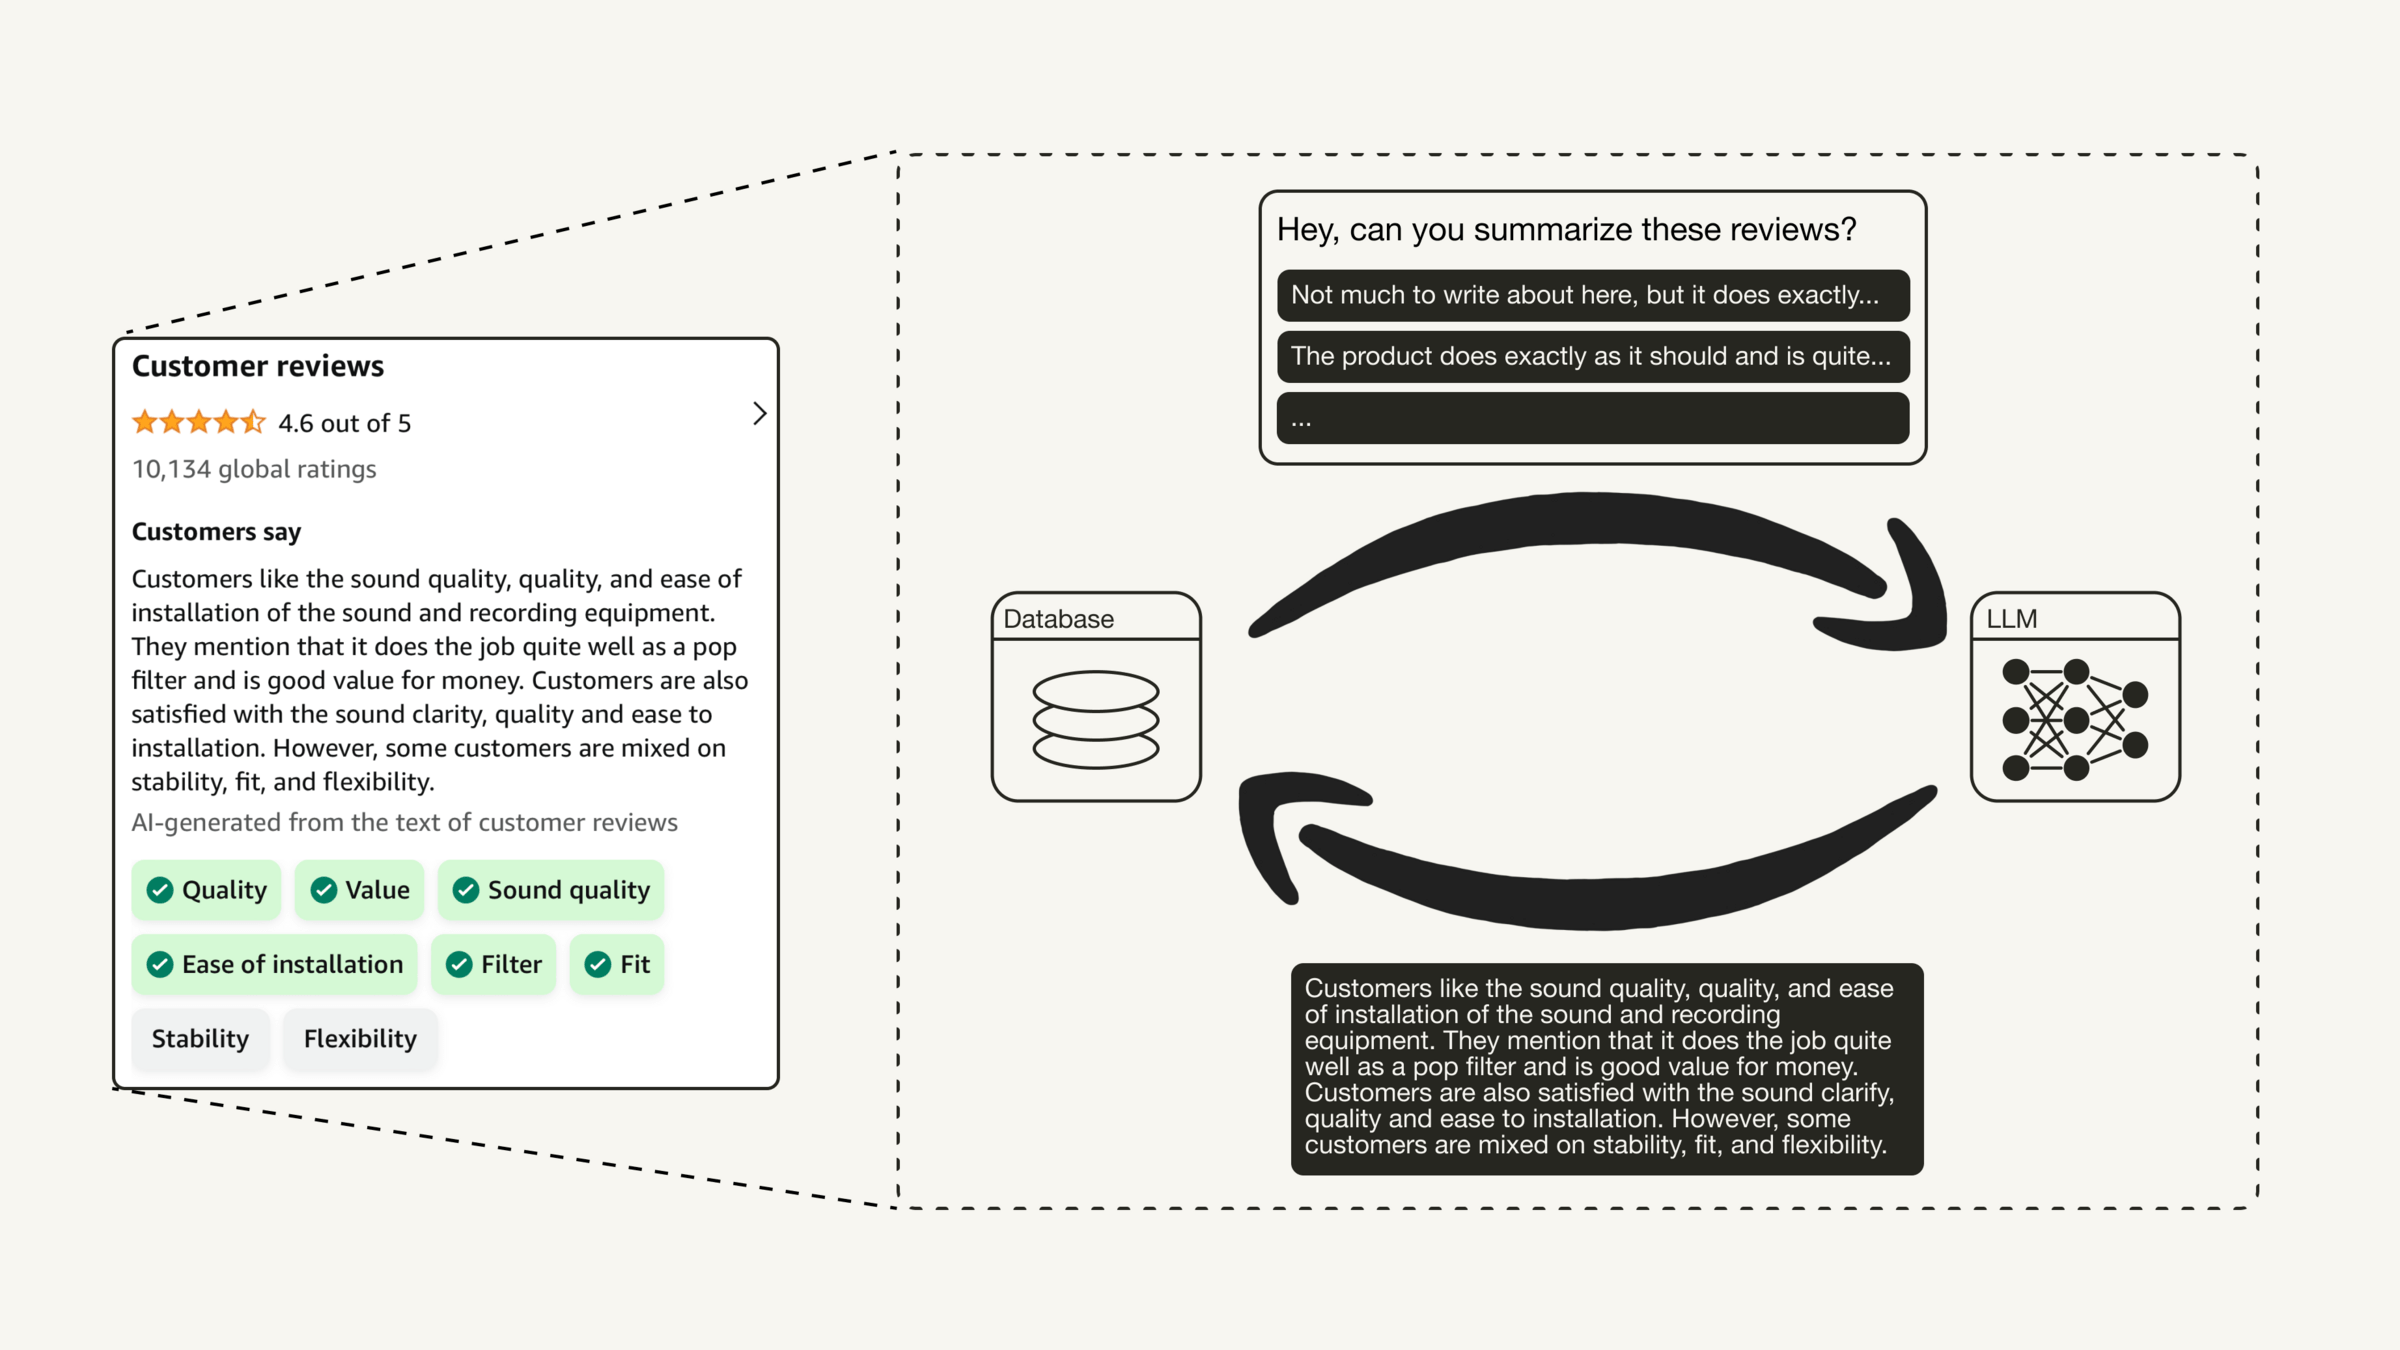 Customer reviews
4.6 out of 5
10,134 global ratings
Customers say
Customers like the sound quality, quality, and ease of
installation of the sound and recording equipment.
They mention that it does the job quite well as a pop
filter and is good value for money. Customers are also
satisfied with the sound clarity, quality and ease to
installation. However, some customers are mixed on
stability, fit, and flexibility.
AI-generated from the text of customer reviews
Quality Value Sound quality
Ease of installation Filter Fit
Stability Flexibility
Hey, can you summarize these reviews?
Not much to write about here, but it does exactly...
The product does exactly as it should and is quite...
...
Database
LLM
Customers like the sound quality, quality, and ease
of installation of the sound and recording
equipment. They mention that it does the job quite
well as a pop filter and is good value for money.
Customers are also satisfied with the sound clarify,
quality and ease to installation. However, some
customers are mixed on stability, fit, and flexibility.